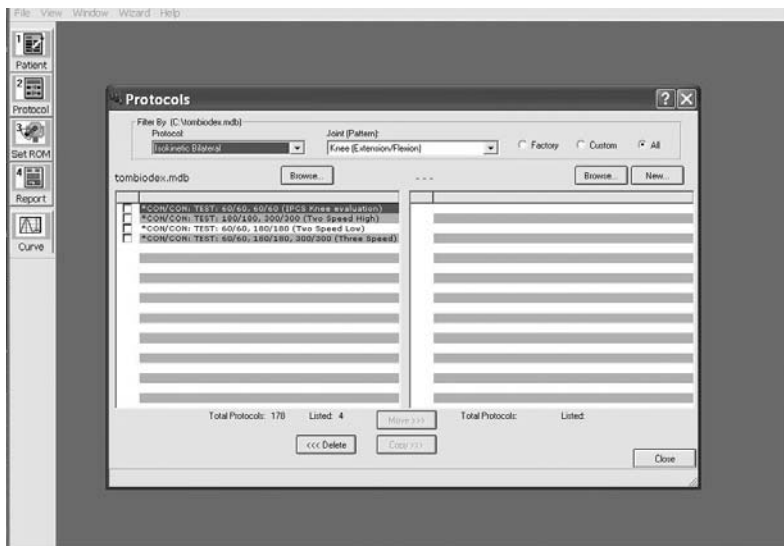 File View Window Wizard Help
1
Patient
2
Protocol
3
Set ROM
4
Report
Curve
Protocols
Filter By (C:\tombiodex.mdb)
Protocol: Joint (Pattern):
Isokinetic Bilateral Knee (Extension/Flexion) Factory Custom All
tombiodex.mdb Browse... - - - Browse... New...
*CON/CON: TEST: 60/60, 60/60 (IPCS Knee evaluation)
*CON/CON: TEST: 180/180, 300/300 (Two Speed High)
*CON/CON: TEST: 60/60, 180/180 (Two Speed Low)
*CON/CON: TEST: 60/60, 180/180, 300/300 (Three Speed)
Total Protocols: 178 Listed: 4 Move >>> Total Protocols: Listed:
<<< Delete Copy >>>
Close